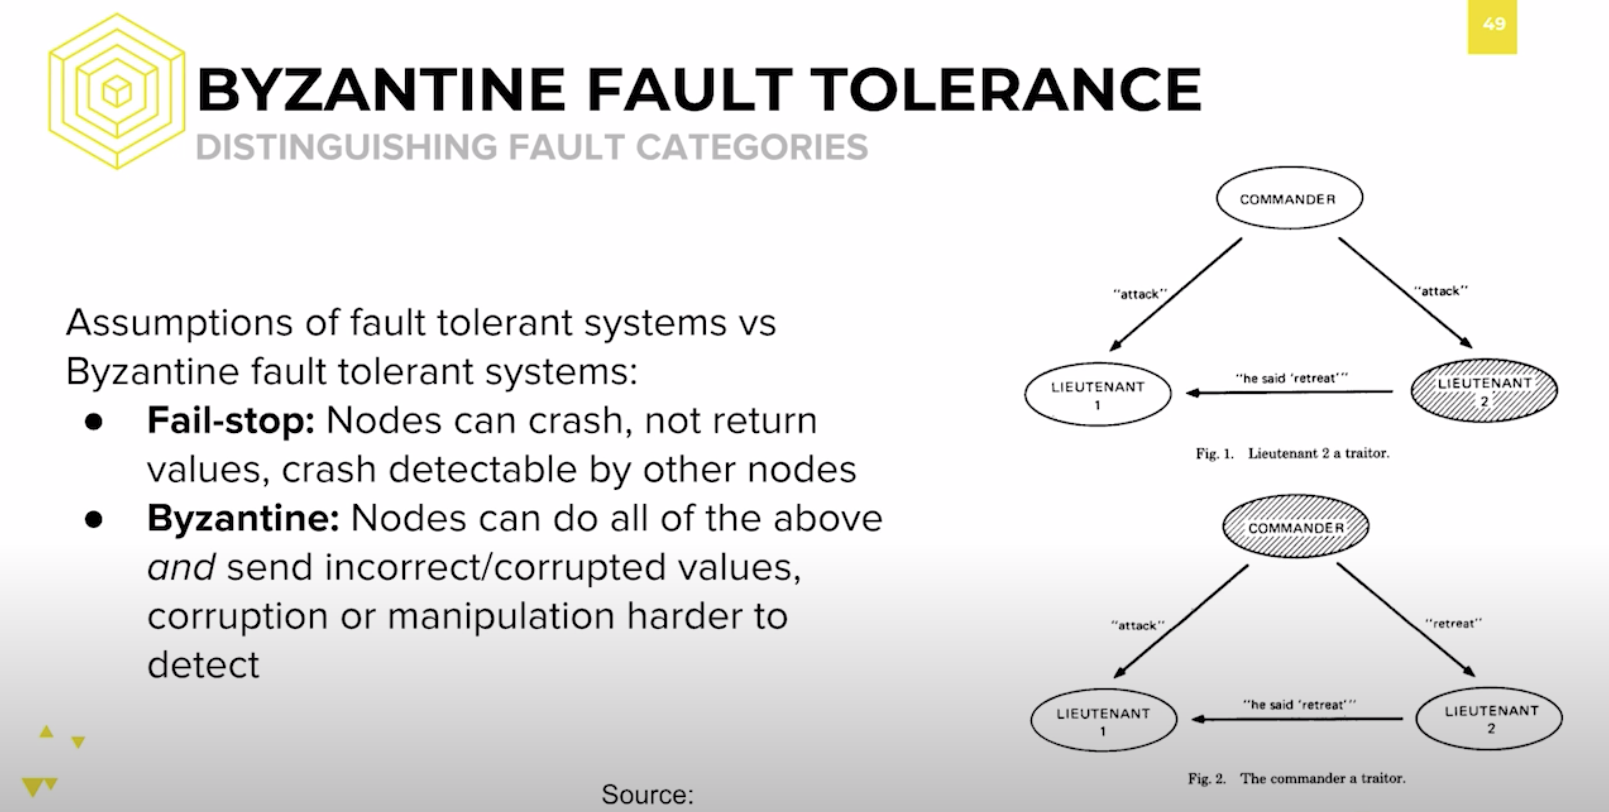 49
BYZANTINE FAULT TOLERANCE
DISTINGUISHING FAULT CATEGORIES
Assumptions of fault tolerant systems vs
Byzantine fault tolerant systems:
● Fail-stop: Nodes can crash, not return
values, crash detectable by other nodes
● Byzantine: Nodes can do all of the above
and send incorrect/corrupted values,
corruption or manipulation harder to
detect
COMMANDER
"attack"
"attack"
"he said 'retreat'"
LIEUTENANT
1
LIEUTENANT
2
Fig. 1. Lieutenant 2 a traitor.
COMMANDER
"attack"
"retreat"
"he said 'retreat'"
LIEUTENANT
1
LIEUTENANT
2
Fig. 2. The commander a traitor.
Source: